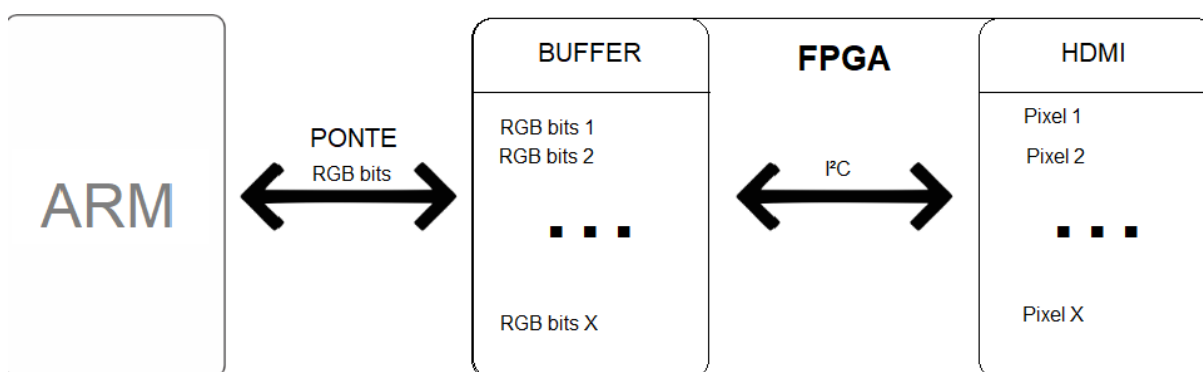 ARM
PONTE
RGB bits
BUFFER
RGB bits 1
RGB bits 2
...
RGB bits X
FPGA
I²C
HDMI
Pixel 1
Pixel 2
...
Pixel X